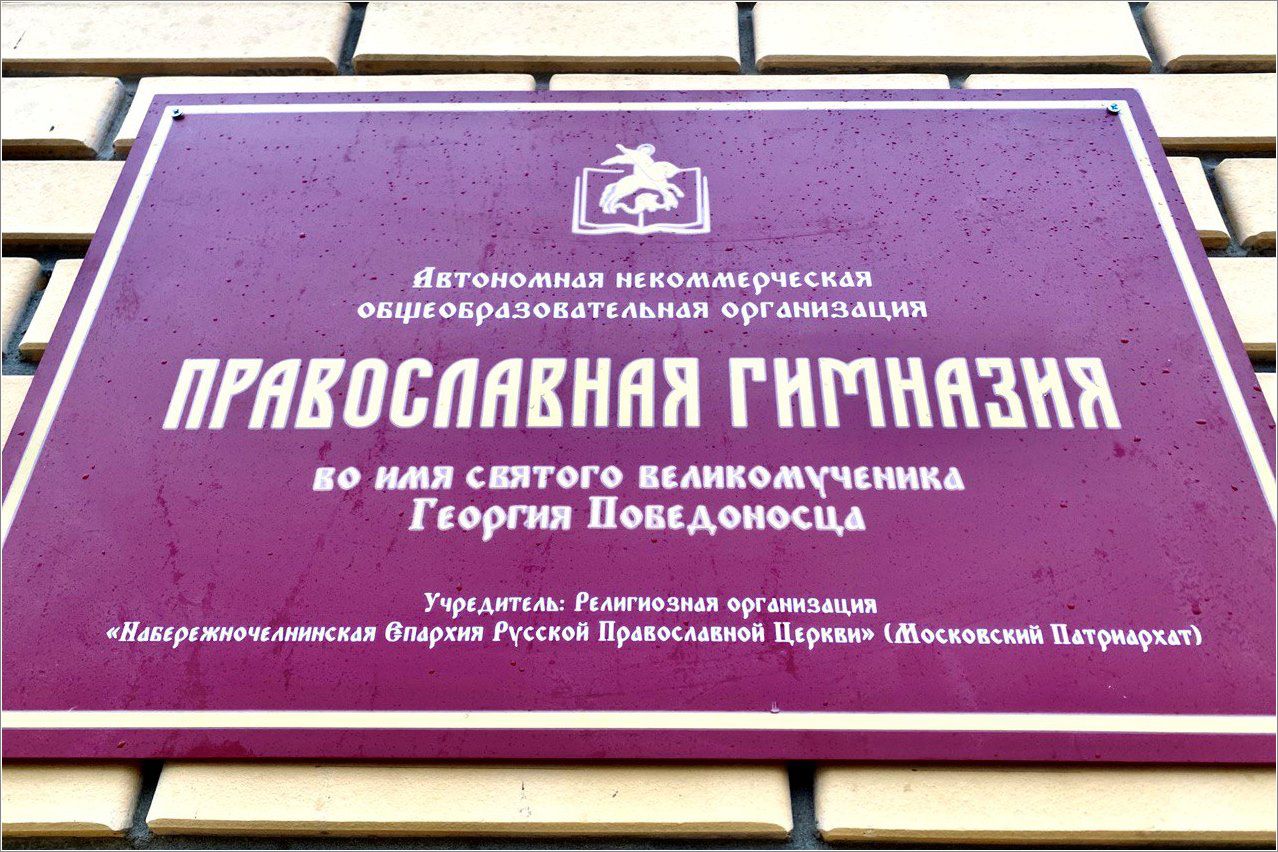 Автономная некоммерческая
общеобразовательная организация
ПРАВОСЛАВНАЯ ГИМНАЗИЯ
во имя святого великомученика
Георгия Победоносца
Учредитель: Религиозная организация
«Набережночелнинская Епархия Русской Православной Церкви» (Московский Патриархат)